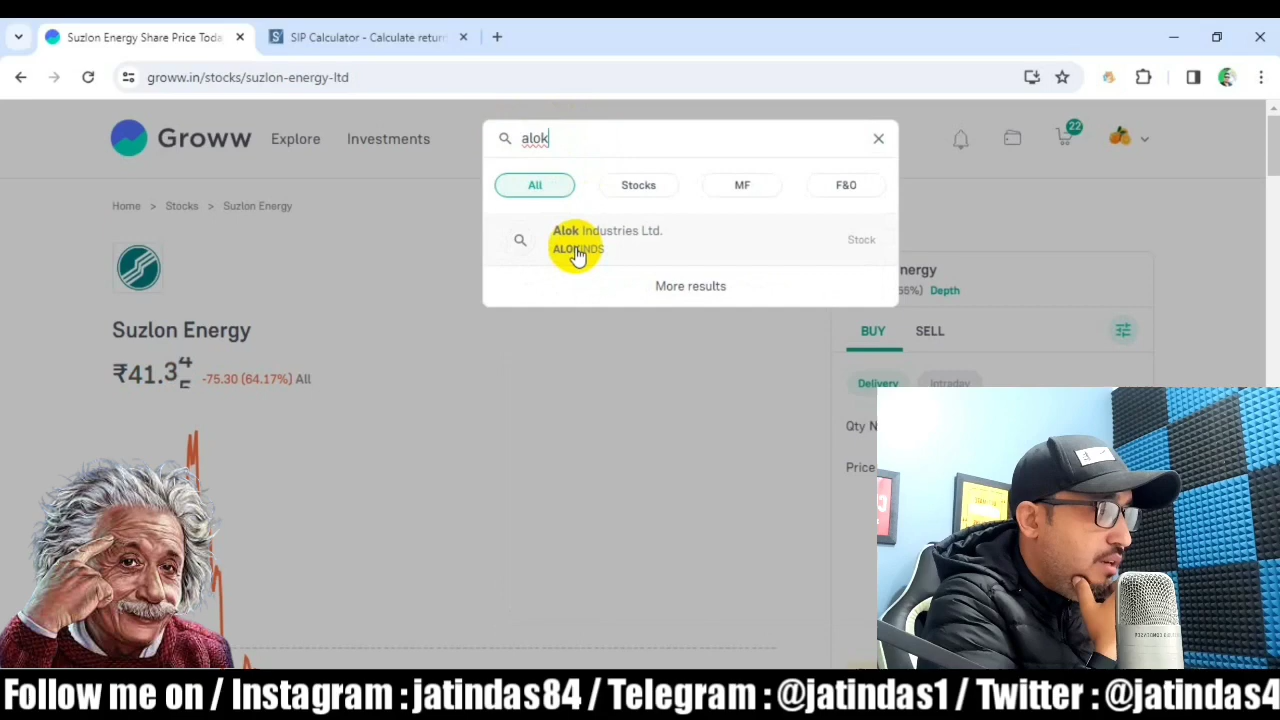 Suzlon Energy Share Price Toda
SIP Calculator - Calculate return
groww.in/stocks/suzlon-energy-ltd
Groww
Explore
Investments
alok
22
All
Stocks
MF
F&O
Home > Stocks > Suzlon Energy
Alok Industries Ltd.
ALOKINDS
Stock
More results
nergy
Depth
Suzlon Energy
BUY
SELL
₹41.3
-75.30 (64.17%) All
Delivery
Intraday
Qty N
Price
Follow me on / Instagram : jatindas84 / Telegram : @jatindas1 / Twitter : @jatindas4